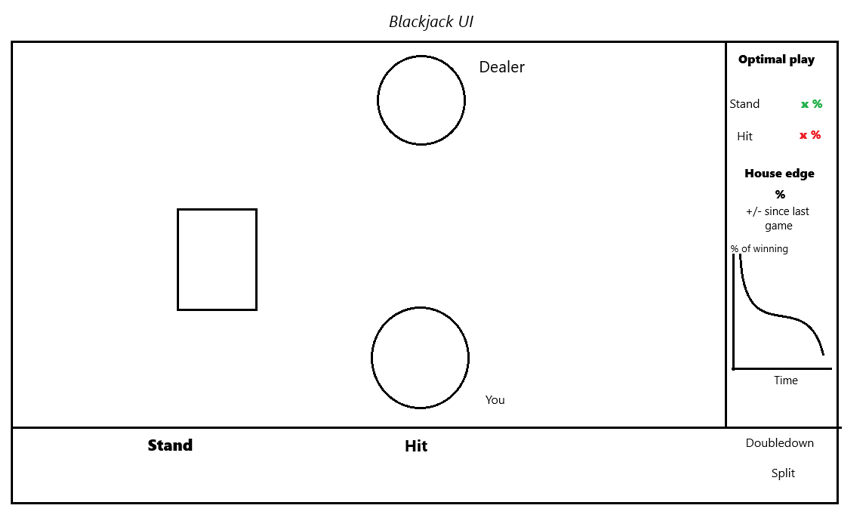 Blackjack UI
Dealer
Optimal play
Stand x %
Hit x %
House edge
%
+/- since last
game
% of winning
Time
You
Stand Hit Doubledown
Split